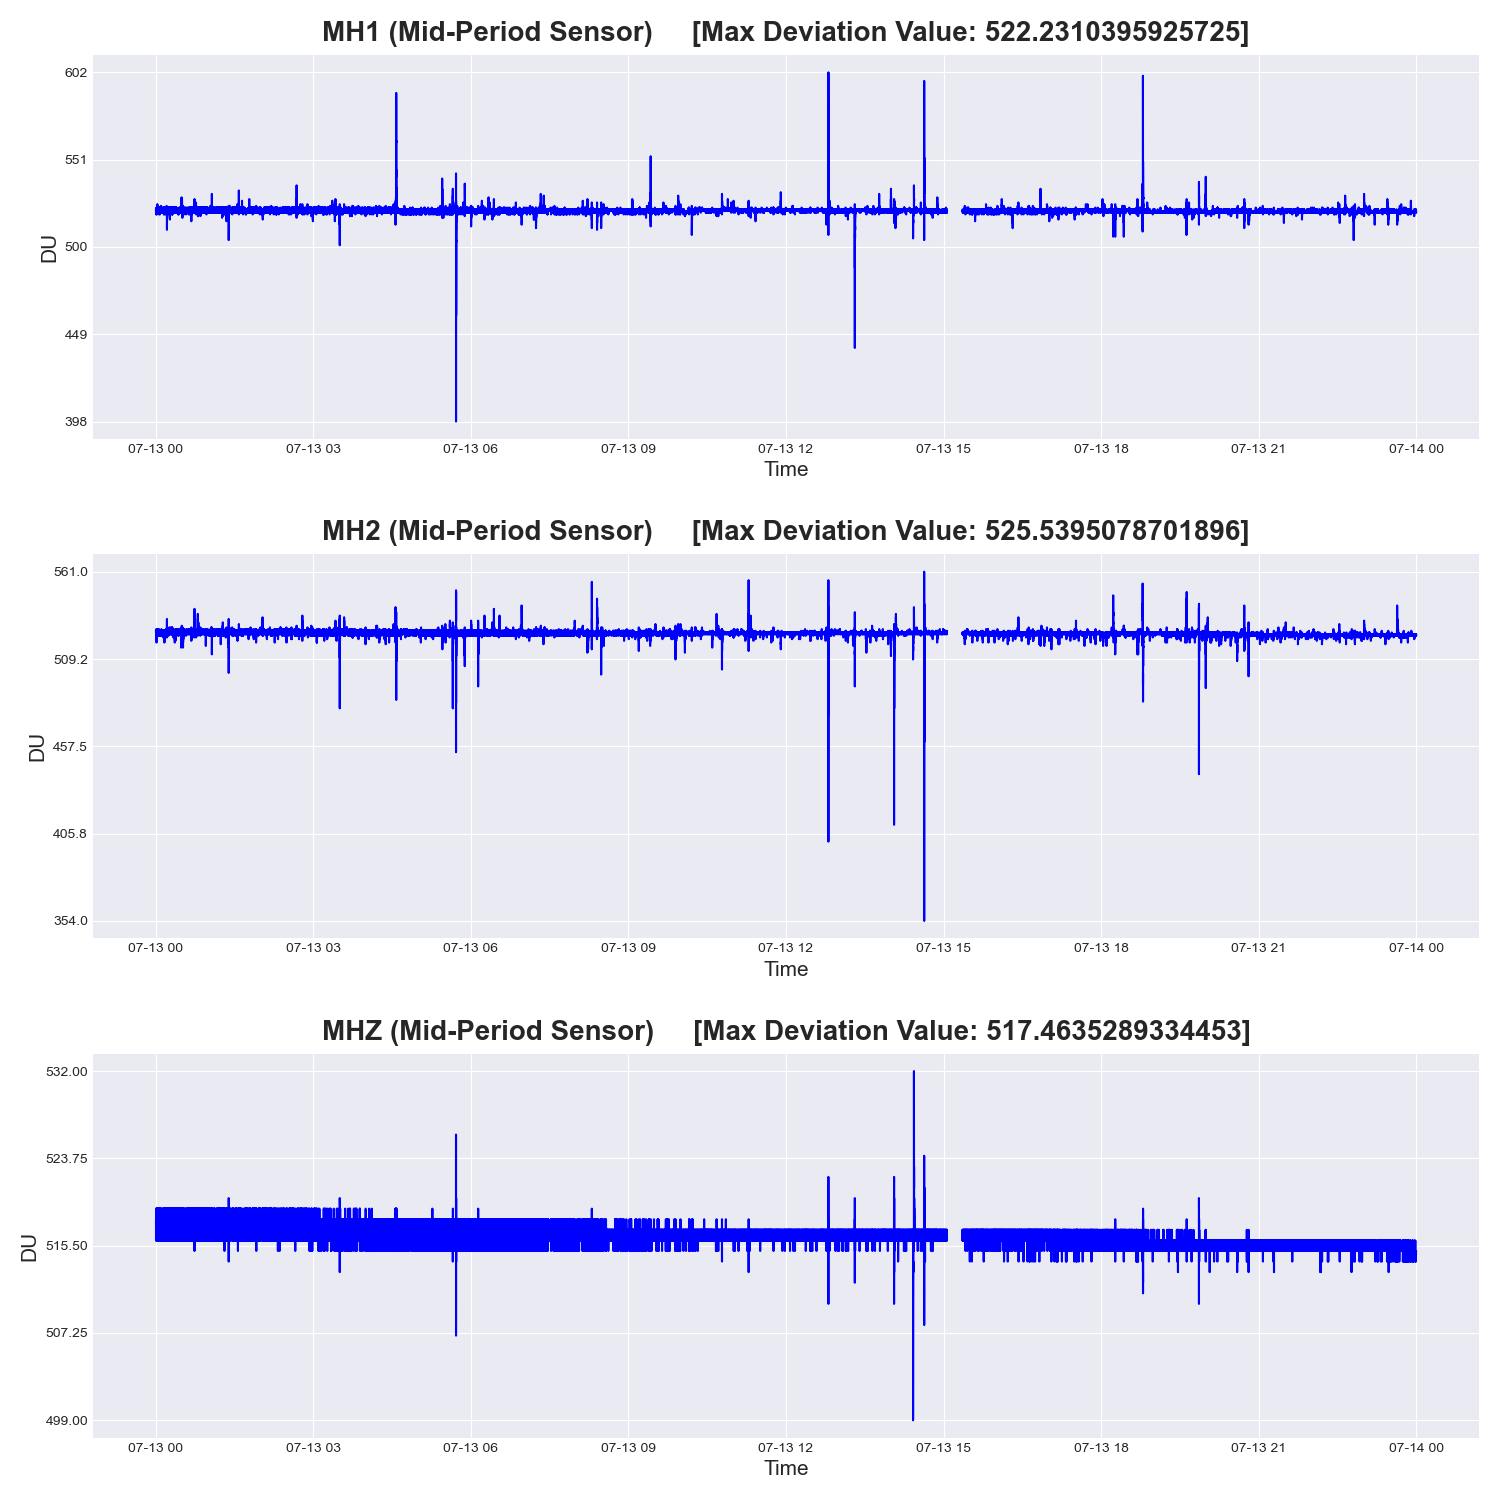 MH1 (Mid-Period Sensor) [Max Deviation Value: 522.2310395925725]
602
551
500
449
398
DU
07-13 00 07-13 03 07-13 06 07-13 09 07-13 12 07-13 15 07-13 18 07-13 21 07-14 00
Time
MH2 (Mid-Period Sensor) [Max Deviation Value: 525.5395078701896]
561.0
509.2
457.5
405.8
354.0
DU
07-13 00 07-13 03 07-13 06 07-13 09 07-13 12 07-13 15 07-13 18 07-13 21 07-14 00
Time
MHZ (Mid-Period Sensor) [Max Deviation Value: 517.4635289334453]
532.00
523.75
515.50
507.25
499.00
DU
07-13 00 07-13 03 07-13 06 07-13 09 07-13 12 07-13 15 07-13 18 07-13 21 07-14 00
Time